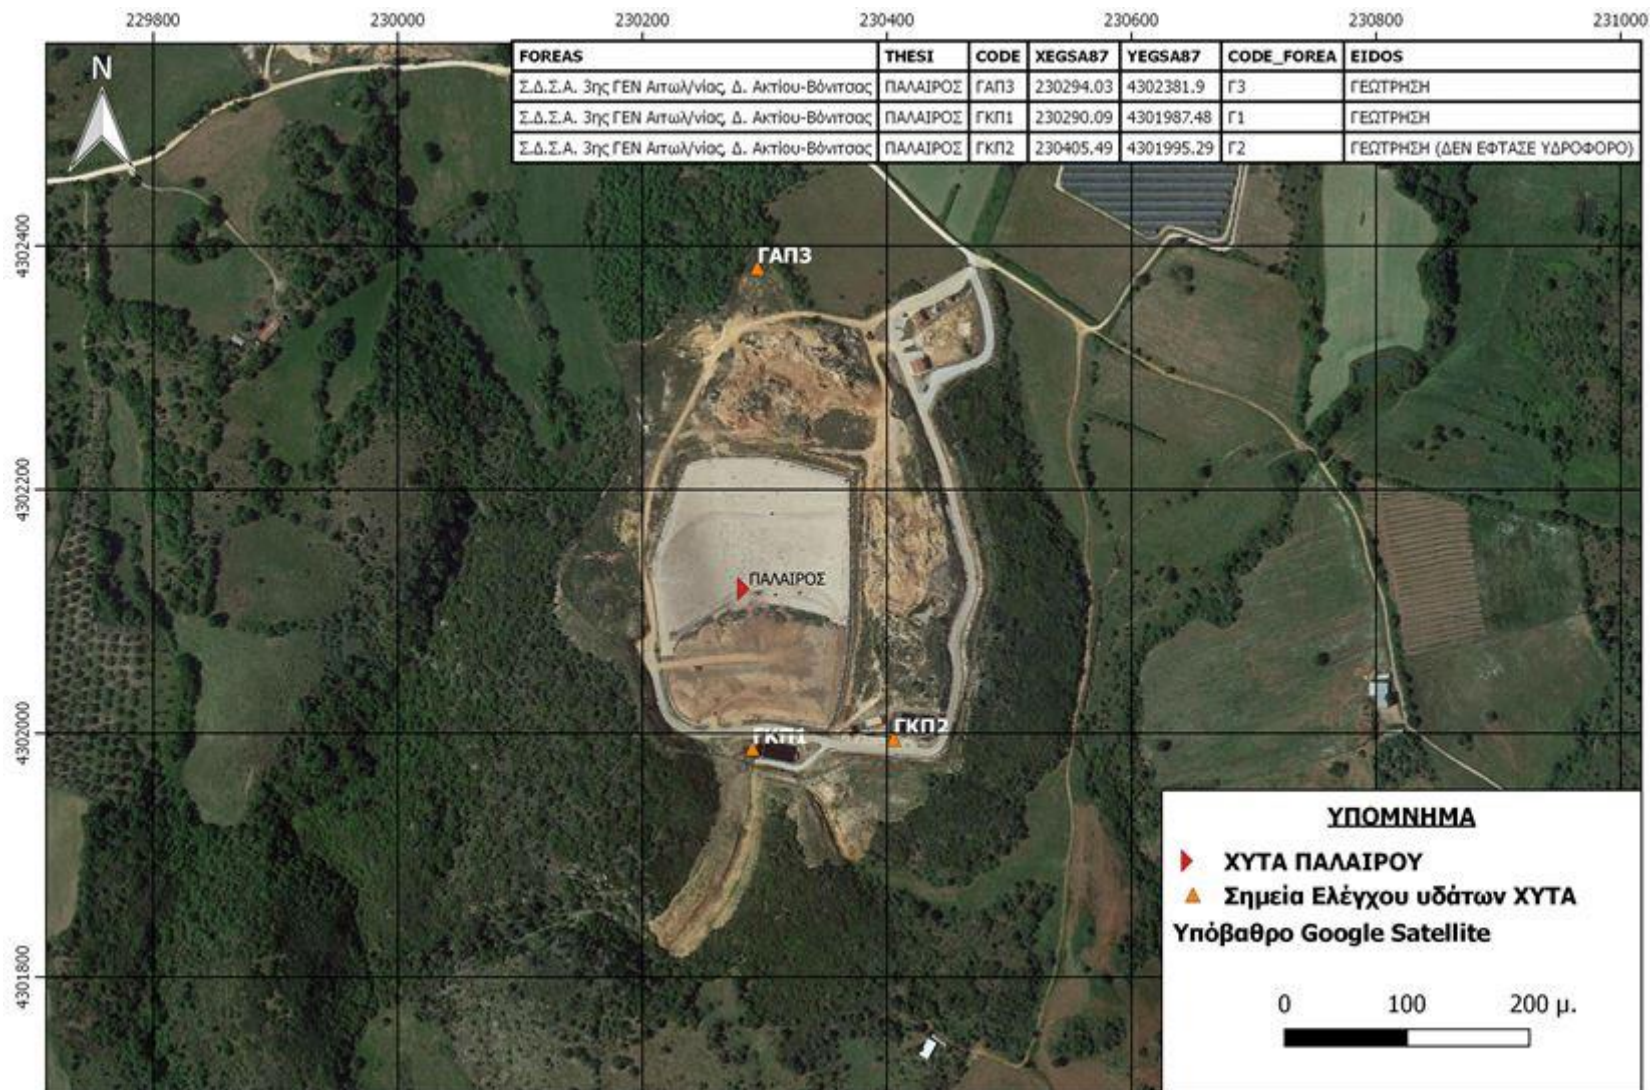 229800 230000 230200 230400 230600 230800 231000
N
FOREAS THESI CODE XEGSA87 YEGSA87 CODE_FOREA EIDOS
Σ.Δ.Σ.Α. 3ης ΓΕΝ Αιτωλ/νίας, Δ. Ακτίου-Βόνιτσας ΠΑΛΑΙΡΟΣ ΓΑΠ3 230294.03 4302381.9 Γ3 ΓΕΩΤΡΗΣΗ
Σ.Δ.Σ.Α. 3ης ΓΕΝ Αιτωλ/νίας, Δ. Ακτίου-Βόνιτσας ΠΑΛΑΙΡΟΣ ΓΚΠ1 230290.09 4301987.48 Γ1 ΓΕΩΤΡΗΣΗ
Σ.Δ.Σ.Α. 3ης ΓΕΝ Αιτωλ/νίας, Δ. Ακτίου-Βόνιτσας ΠΑΛΑΙΡΟΣ ΓΚΠ2 230405.49 4301995.29 Γ2 ΓΕΩΤΡΗΣΗ (ΔΕΝ ΕΦΤΑΣΕ ΥΔΡΟΦΟΡΟ)
4302400
ΓΑΠ3
4302200
ΠΑΛΑΙΡΟΣ
4302000
ΓΚΠ1
ΓΚΠ2
4301800
ΥΠΟΜΝΗΜΑ
ΧΥΤΑ ΠΑΛΑΙΡΟΥ
Σημεία Ελέγχου υδάτων ΧΥΤΑ
Υπόβαθρο Google Satellite
0 100 200 μ.